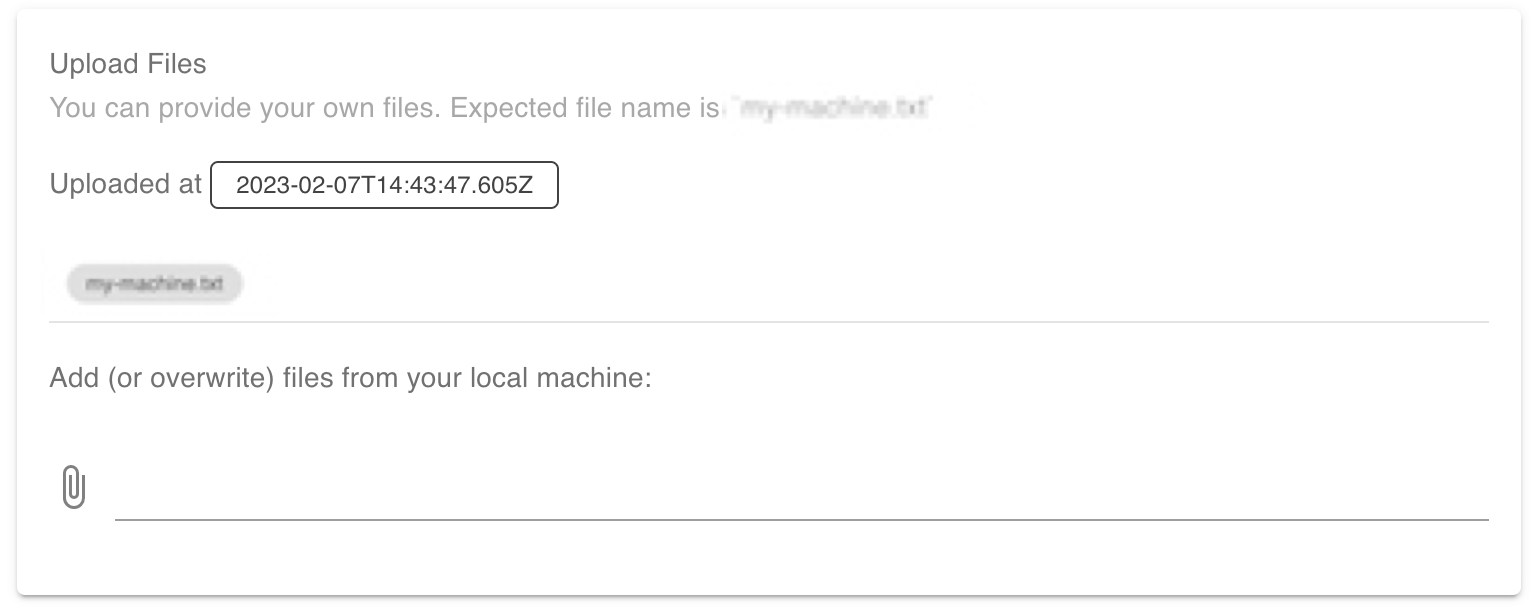 Upload Files
You can provide your own files. Expected file name is `my-machine.txt`
Uploaded at 2023-02-07T14:43:47.605Z
my-machine.txt
Add (or overwrite) files from your local machine: